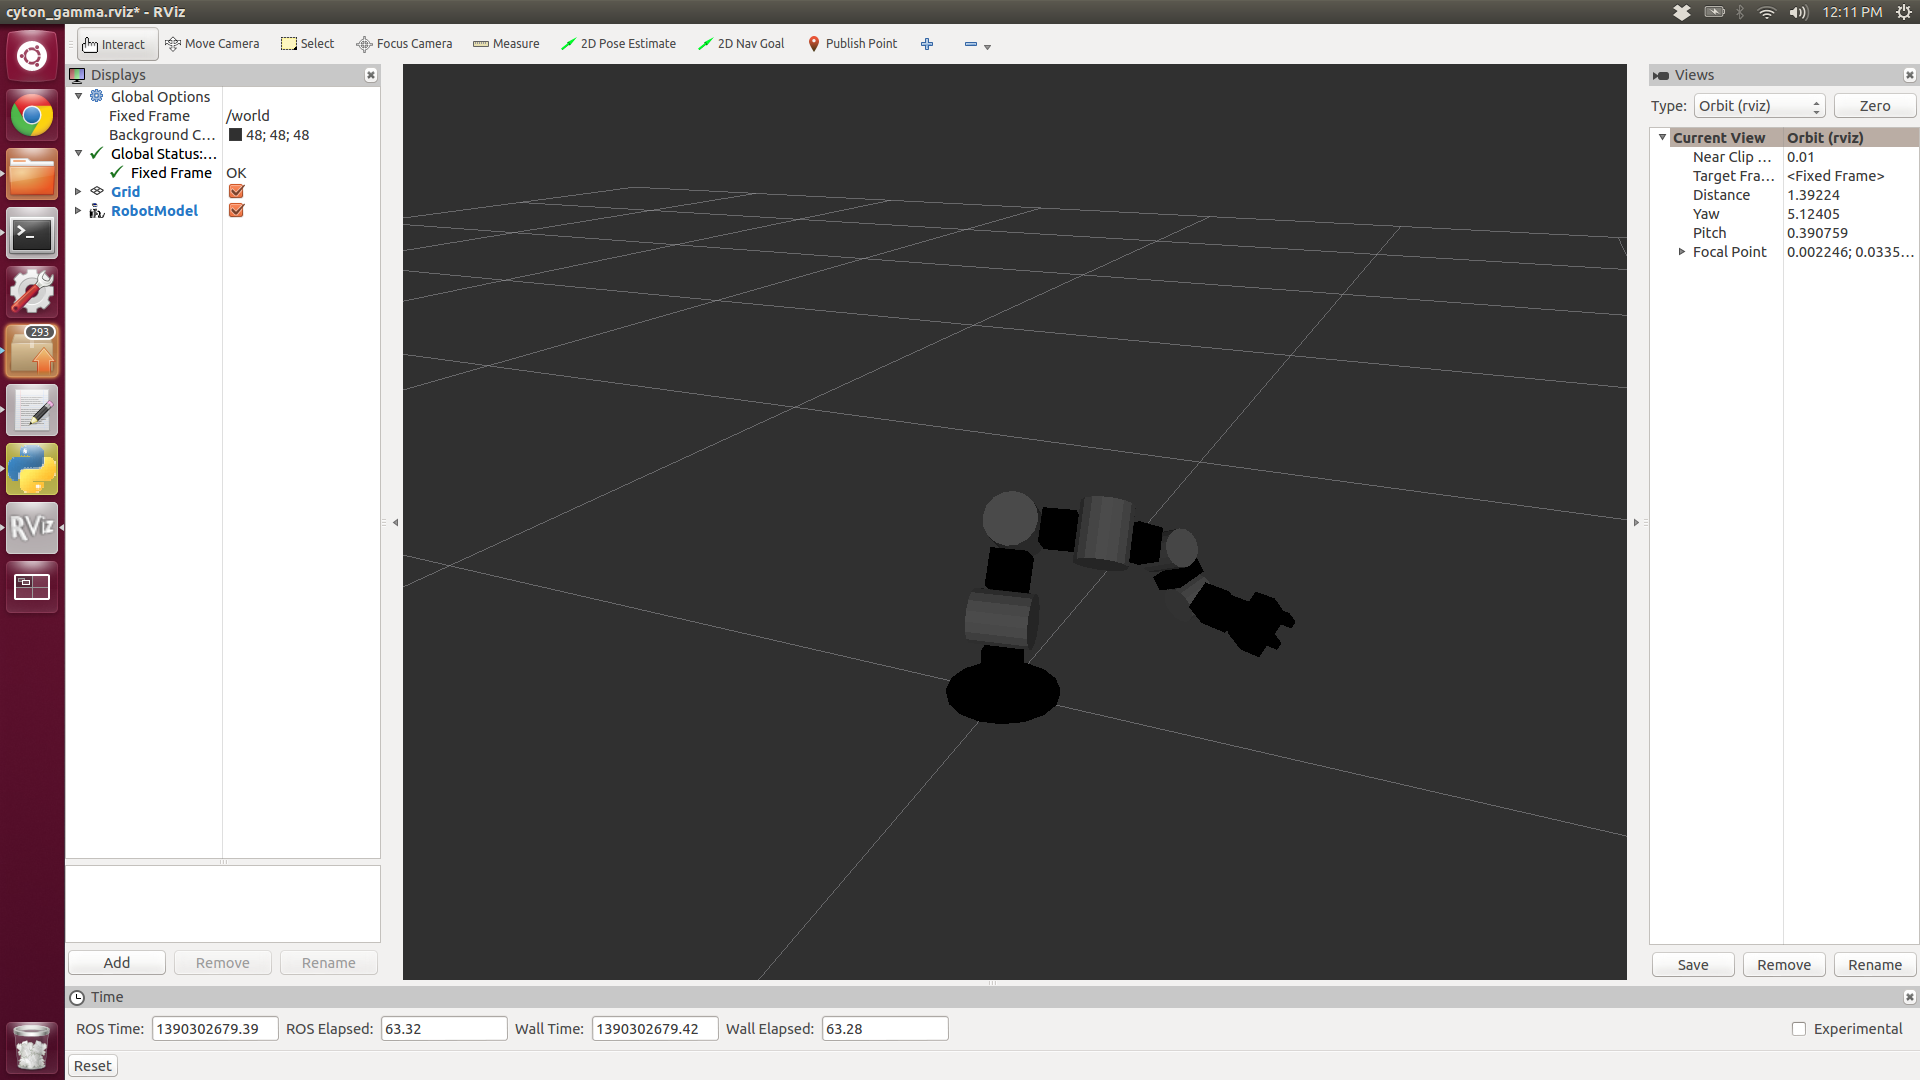 cyton_gamma.rviz* - RViz
12:11 PM
Interact Move Camera Select Focus Camera Measure 2D Pose Estimate 2D Nav Goal Publish Point
Displays
Global Options
Fixed Frame /world
Background C... 48; 48; 48
Global Status:...
Fixed Frame OK
Grid
RobotModel
Add Remove Rename
Views
Type: Orbit (rviz) Zero
Current View Orbit (rviz)
Near Clip ... 0.01
Target Fra... <Fixed Frame>
Distance 1.39224
Yaw 5.12405
Pitch 0.390759
Focal Point 0.002246; 0.0335...
Save Remove Rename
293
>_
RViz
Time
ROS Time: 1390302679.39 ROS Elapsed: 63.32 Wall Time: 1390302679.42 Wall Elapsed: 63.28 Experimental
Reset